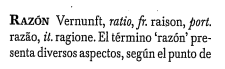 RAZÓN Vernunft, ratio, fr. raison, port.
razão, it. ragione. El término ‘razón’ pre-
senta diversos aspectos, según el punto de